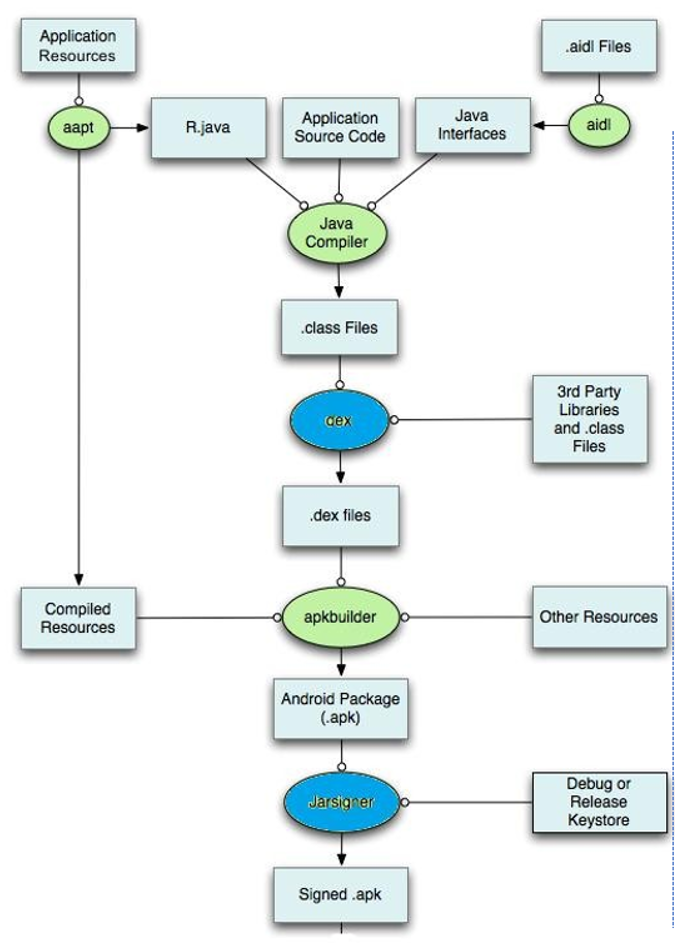 Application
Resources
.aidl Files
aapt
R.java
Application
Source Code
Java
Interfaces
aidl
Java
Compiler
.class Files
dex
3rd Party
Libraries
and .class
Files
.dex files
Compiled
Resources
apkbuilder
Other Resources
Android Package
(.apk)
Jarsigner
Debug or
Release
Keystore
Signed .apk